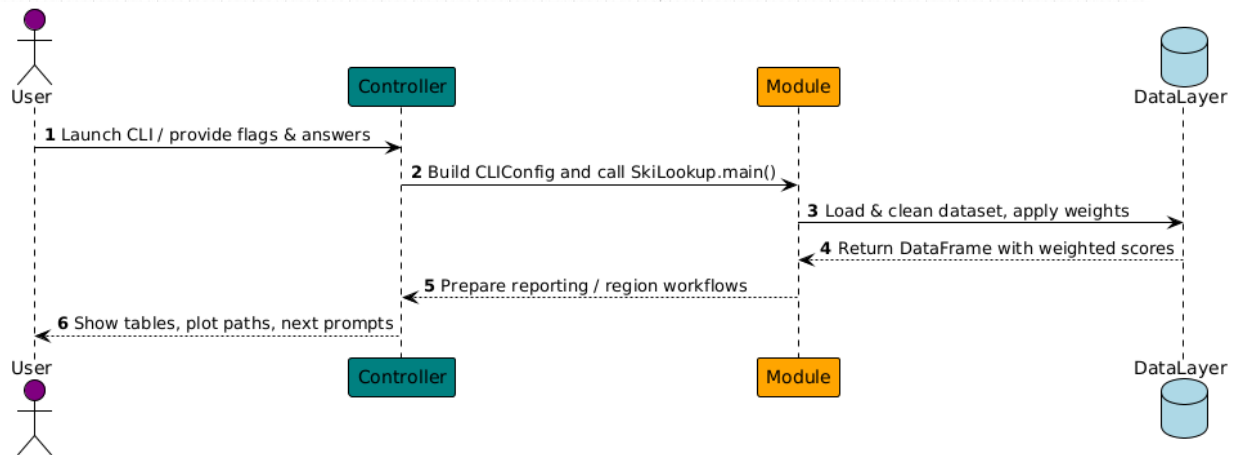 User
Controller
Module
DataLayer
1 Launch CLI / provide flags & answers
2 Build CLIConfig and call SkiLookup.main()
3 Load & clean dataset, apply weights
4 Return DataFrame with weighted scores
5 Prepare reporting / region workflows
6 Show tables, plot paths, next prompts
User
Controller
Module
DataLayer